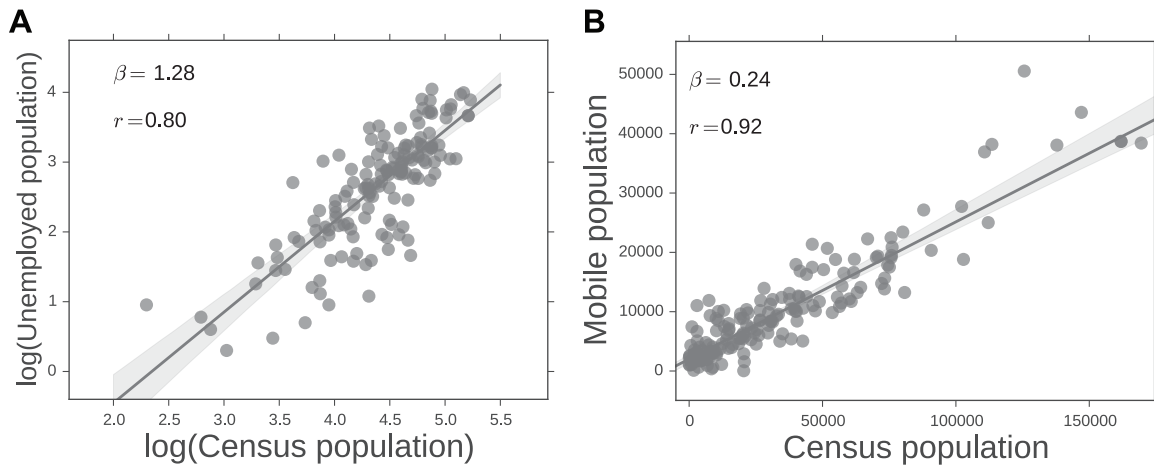 A
β = 1.28
r = 0.80
log(Unemployed population)
4
3
2
1
0
2.0 2.5 3.0 3.5 4.0 4.5 5.0 5.5
log(Census population)
B
β = 0.24
r = 0.92
Mobile population
50000
40000
30000
20000
10000
0
0 50000 100000 150000
Census population